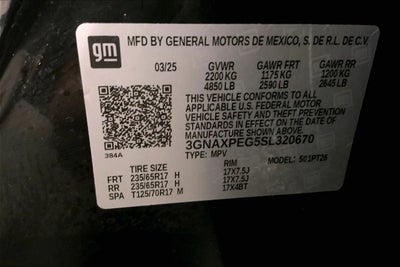 gm
MFD BY GENERAL MOTORS DE MEXICO, S. DE R.L. DE C.V.
03/25 GVWR GAWR FRT GAWR RR
2200 KG 1175 KG 1200 KG
4850 LB 2590 LB 2645 LB
THIS VEHICLE CONFORMS TO ALL
APPLICABLE U.S. FEDERAL MOTOR
VEHICLE SAFETY AND THEFT PREVENTION
STANDARDS IN EFFECT ON THE DATE OF
MANUFACTURE SHOWN ABOVE.
3GNAXPEG5SL320670
384A TYPE: MPV
TIRE SIZE RIM 501PT26
FRT 235/65R17 H 17X7.5J
RR 235/65R17 H 17X7.5J
SPA T125/70R17 M 17X4BT